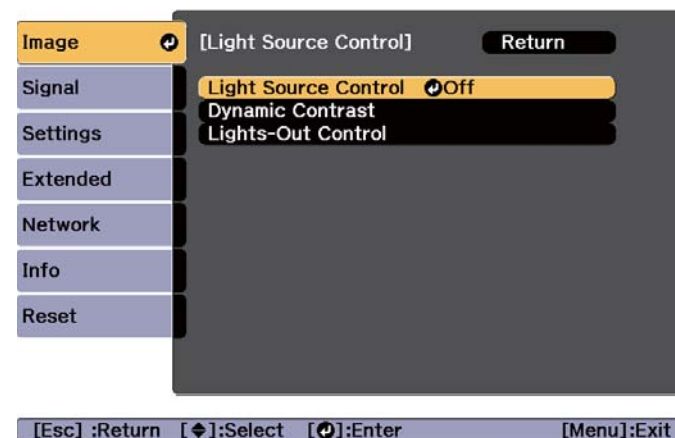 Image
Signal
Settings
Extended
Network
Info
Reset
[Light Source Control] Return
Light Source Control Off
Dynamic Contrast
Lights-Out Control
[Esc] :Return [ ]:Select [ ]:Enter [Menu]:Exit